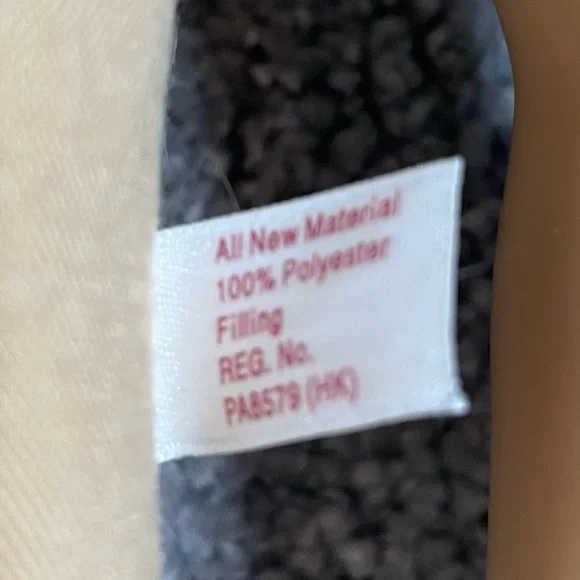 All New Material
100% Polyester
Filling
REG. No.
PA8579 (HK)